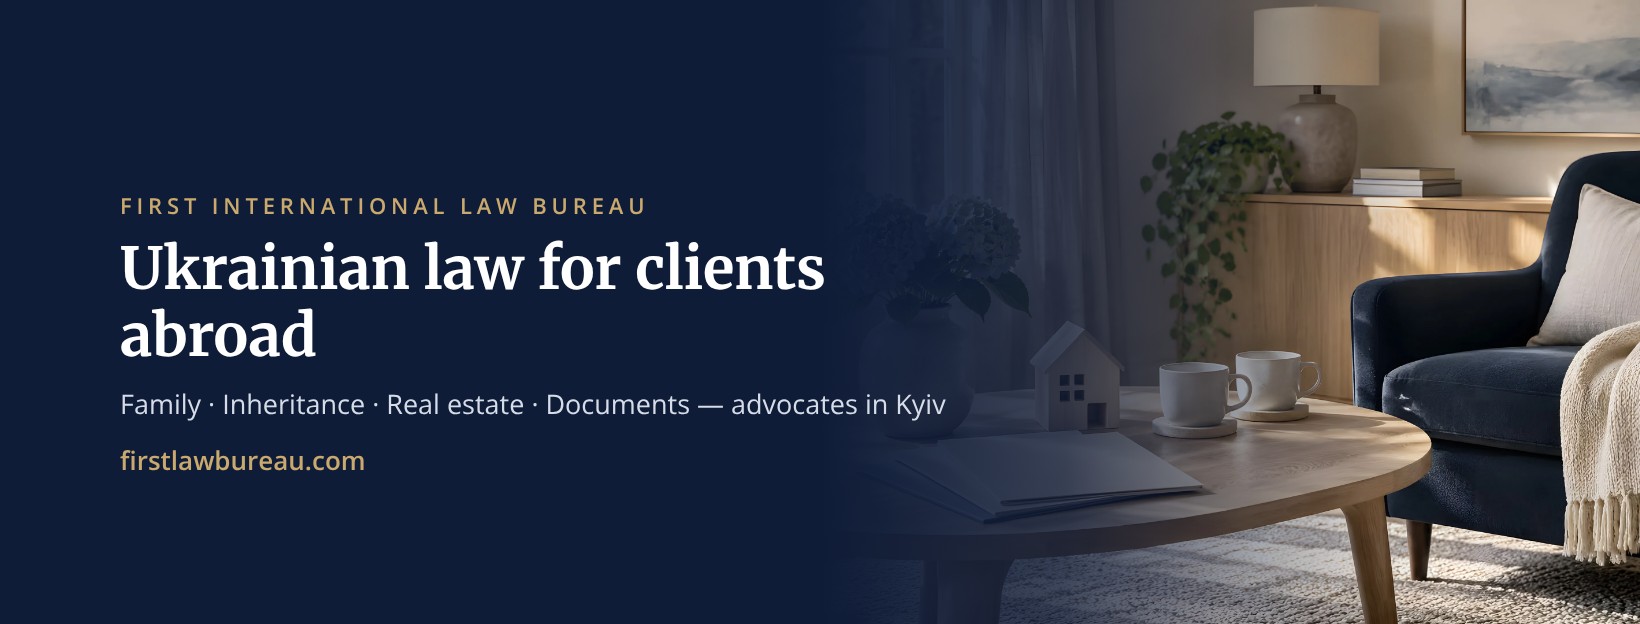 FIRST INTERNATIONAL LAW BUREAU
Ukrainian law for clients
abroad
Family · Inheritance · Real estate · Documents — advocates in Kyiv
firstlawbureau.com